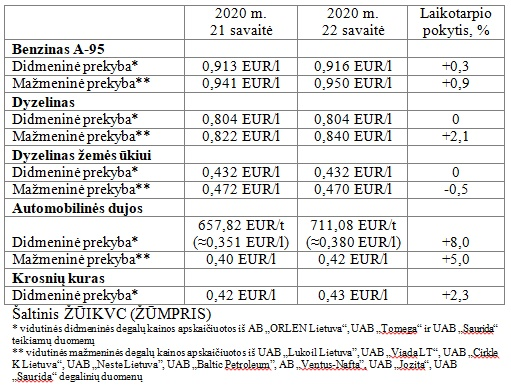 2020 m. 21 savaitė 2020 m. 22 savaitė Laikotarpio pokytis, %
Benzinas A-95
Didmeninė prekyba* 0,913 EUR/l 0,916 EUR/l +0,3
Mažmeninė prekyba** 0,941 EUR/l 0,950 EUR/l +0,9
Dyzelinas
Didmeninė prekyba* 0,804 EUR/l 0,804 EUR/l 0
Mažmeninė prekyba** 0,822 EUR/l 0,840 EUR/l +2,1
Dyzelinas žemės ūkiui
Didmeninė prekyba* 0,432 EUR/l 0,432 EUR/l 0
Mažmeninė prekyba** 0,472 EUR/l 0,470 EUR/l -0,5
Automobilinės dujos
Didmeninė prekyba* 657,82 EUR/t (≈0,351 EUR/l) 711,08 EUR/t (≈0,380 EUR/l) +8,0
Mažmeninė prekyba** 0,40 EUR/l 0,42 EUR/l +5,0
Krosnių kuras
Didmeninė prekyba* 0,42 EUR/l 0,43 EUR/l +2,3
Šaltinis ŽŪIKVC (ŽŪMPRIS)
* vidutinės didmeninės degalų kainos apskaičiuotos iš AB „ORLEN Lietuva“, UAB „Tomega“ ir UAB „Saurida“
teikiamų duomenų
** vidutinės mažmeninės degalų kainos apskaičiuotos iš UAB „Lukoil Lietuva“, UAB „Viada LT“, UAB „Cirkle
K Lietuva“, UAB „Neste Lietuva“, UAB „Baltic Petroleum“, AB „Ventus-Nafta“, UAB „Jozita“, UAB
„Saurida“ degalinių duomenų